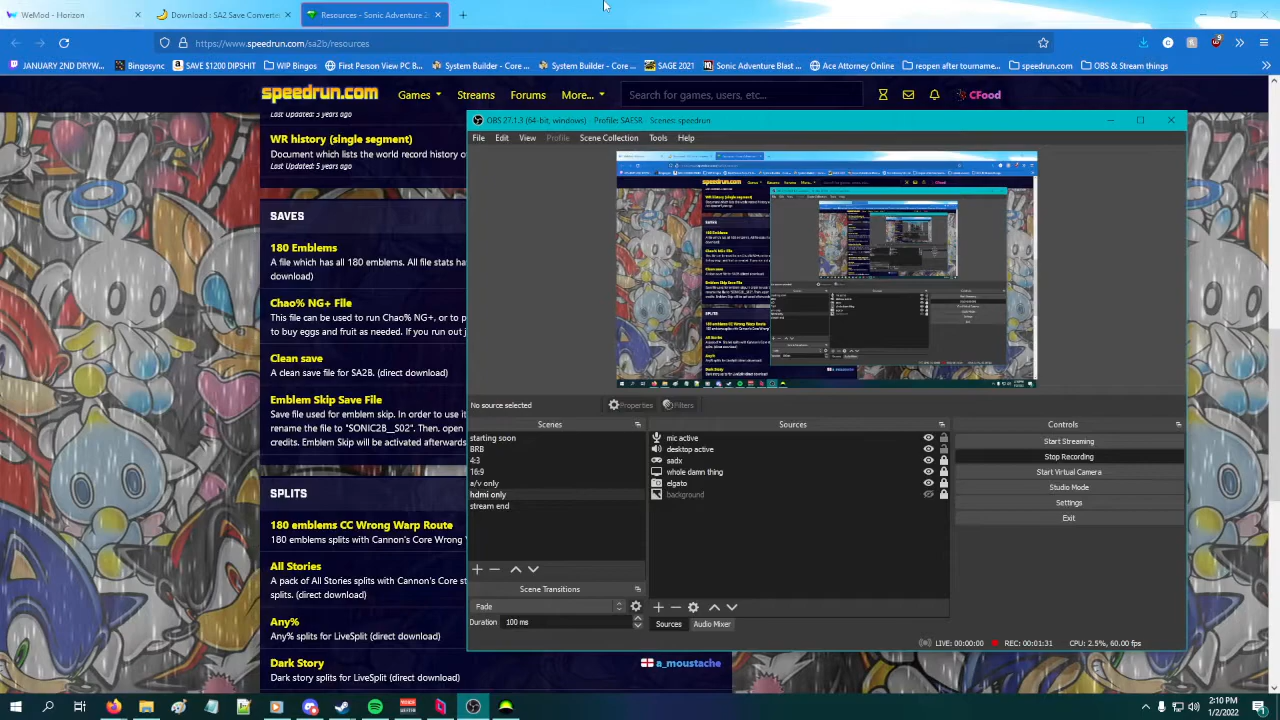 WeMod - Horizon
Download : SA2 Save Converter
Resources - Sonic Adventure 2:
https://www.speedrun.com/sa2b/resources
JANUARY 2ND DRYW...
Bingosync
SAVE $1200 DIPSHIT
WIP Bingos
First Person View PC B...
System Builder - Core ...
System Builder - Core ...
SAGE 2021
Sonic Adventure Blast ...
Ace Attorney Online
reopen after tourname...
OBS & Stream things
speedrun.com
Games
Streams
Forums
More...
Search for games, users, etc...
CFood
Last Updated: 5 years ago
WR history (single segment)
Document which lists the world record history o
Last Updated: 5 years ago
SAVES
180 Emblems
A file which has all 180 emblems. All file stats ha
download)
Chao% NG+ File
File can be used to run Chao% NG+, or to p
buy eggs and fruit as needed. If you run out
Clean save
A clean save file for SA2B. (direct download)
Emblem Skip Save File
Save file used for emblem skip. In order to use it
rename the file to "SONIC2B__S02". Then, open
credits. Emblem Skip will be activated afterwards
SPLITS
180 emblems CC Wrong Warp Route
180 emblems splits with Cannon's Core Wrong
All Stories
A pack of All Stories splits with Cannon's Core st
splits. (direct download)
Any%
Any% splits for LiveSplit (direct download)
Dark Story
Dark story splits for LiveSplit (direct download)
a_moustache
OBS 27.1.3 (64-bit, windows) - Profile: SAESR - Scenes: speedrun
File
Edit
View
Profile
Scene Collection
Tools
Help
No source selected
Properties
Filters
Scenes
starting soon
BRB
4:3
16:9
a/v only
hdmi only
stream end
Scene Transitions
Fade
Duration
100 ms
Sources
mic active
desktop active
sadx
whole damn thing
elgato
background
Sources
Audio Mixer
Controls
Start Streaming
Stop Recording
Start Virtual Camera
Studio Mode
Settings
Exit
LIVE: 00:00:00
REC: 00:01:31
CPU: 2.5%, 60.00 fps
2:10 PM
1/2/2022